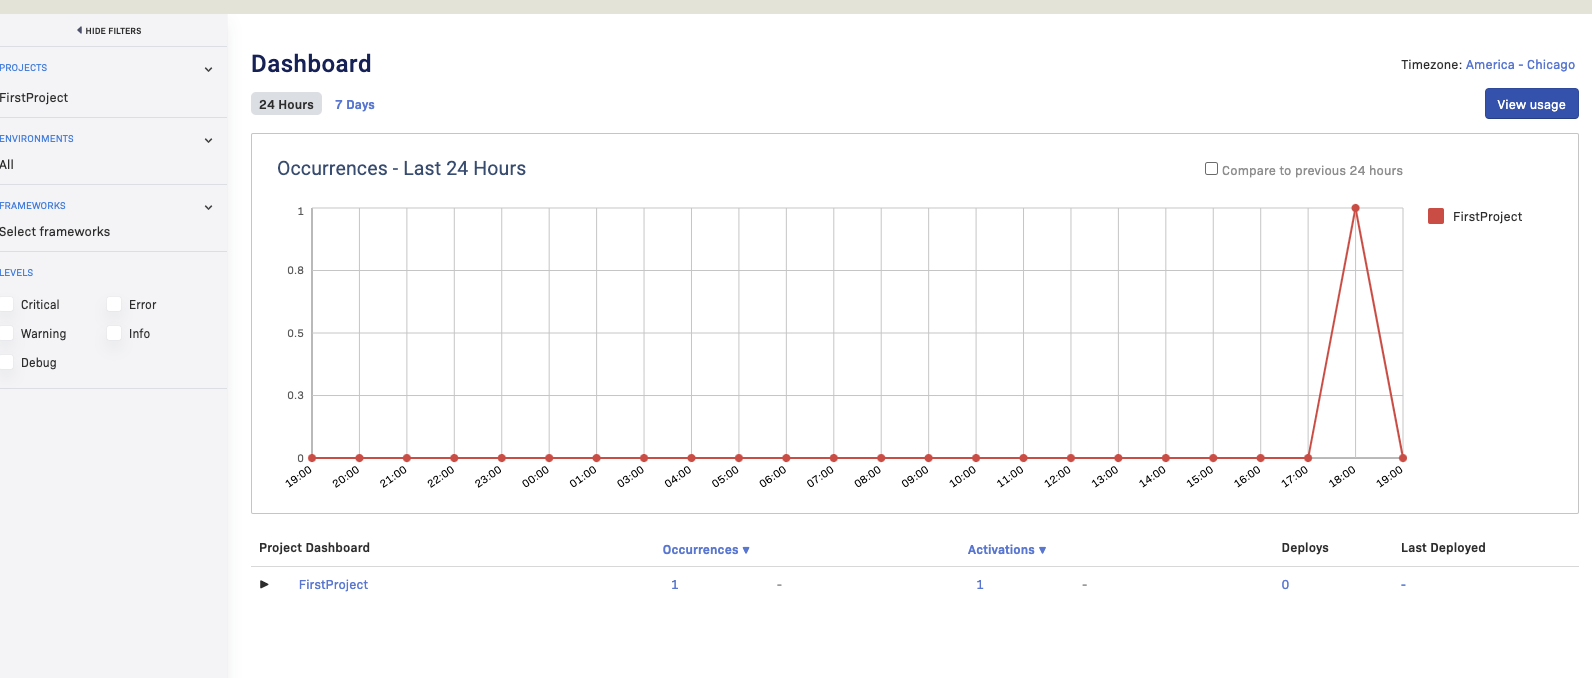 HIDE FILTERS
PROJECTS
FirstProject
ENVIRONMENTS
All
FRAMEWORKS
Select frameworks
LEVELS
Critical Error
Warning Info
Debug
Dashboard
Timezone: America - Chicago
24 Hours 7 Days
View usage
Occurrences - Last 24 Hours
Compare to previous 24 hours
FirstProject
1
0.8
0.5
0.3
0
19:00 20:00 21:00 22:00 23:00 00:00 01:00 03:00 04:00 05:00 06:00 07:00 08:00 09:00 10:00 11:00 12:00 13:00 14:00 15:00 16:00 17:00 18:00 19:00
Project Dashboard Occurrences ▼ Activations ▼ Deploys Last Deployed
▶ FirstProject 1 - 1 - 0 -